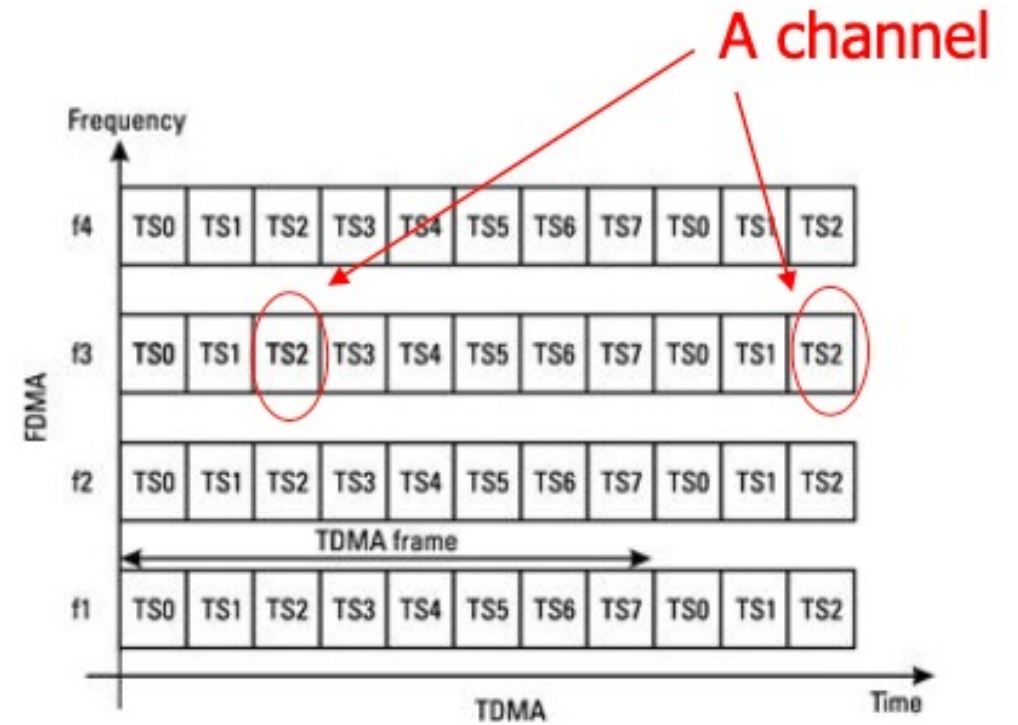 A channel
Frequency
f4 TS0 TS1 TS2 TS3 TS4 TS5 TS6 TS7 TS0 TS1 TS2
f3 TS0 TS1 TS2 TS3 TS4 TS5 TS6 TS7 TS0 TS1 TS2
FDMA
f2 TS0 TS1 TS2 TS3 TS4 TS5 TS6 TS7 TS0 TS1 TS2
TDMA frame
f1 TS0 TS1 TS2 TS3 TS4 TS5 TS6 TS7 TS0 TS1 TS2
Time
TDMA